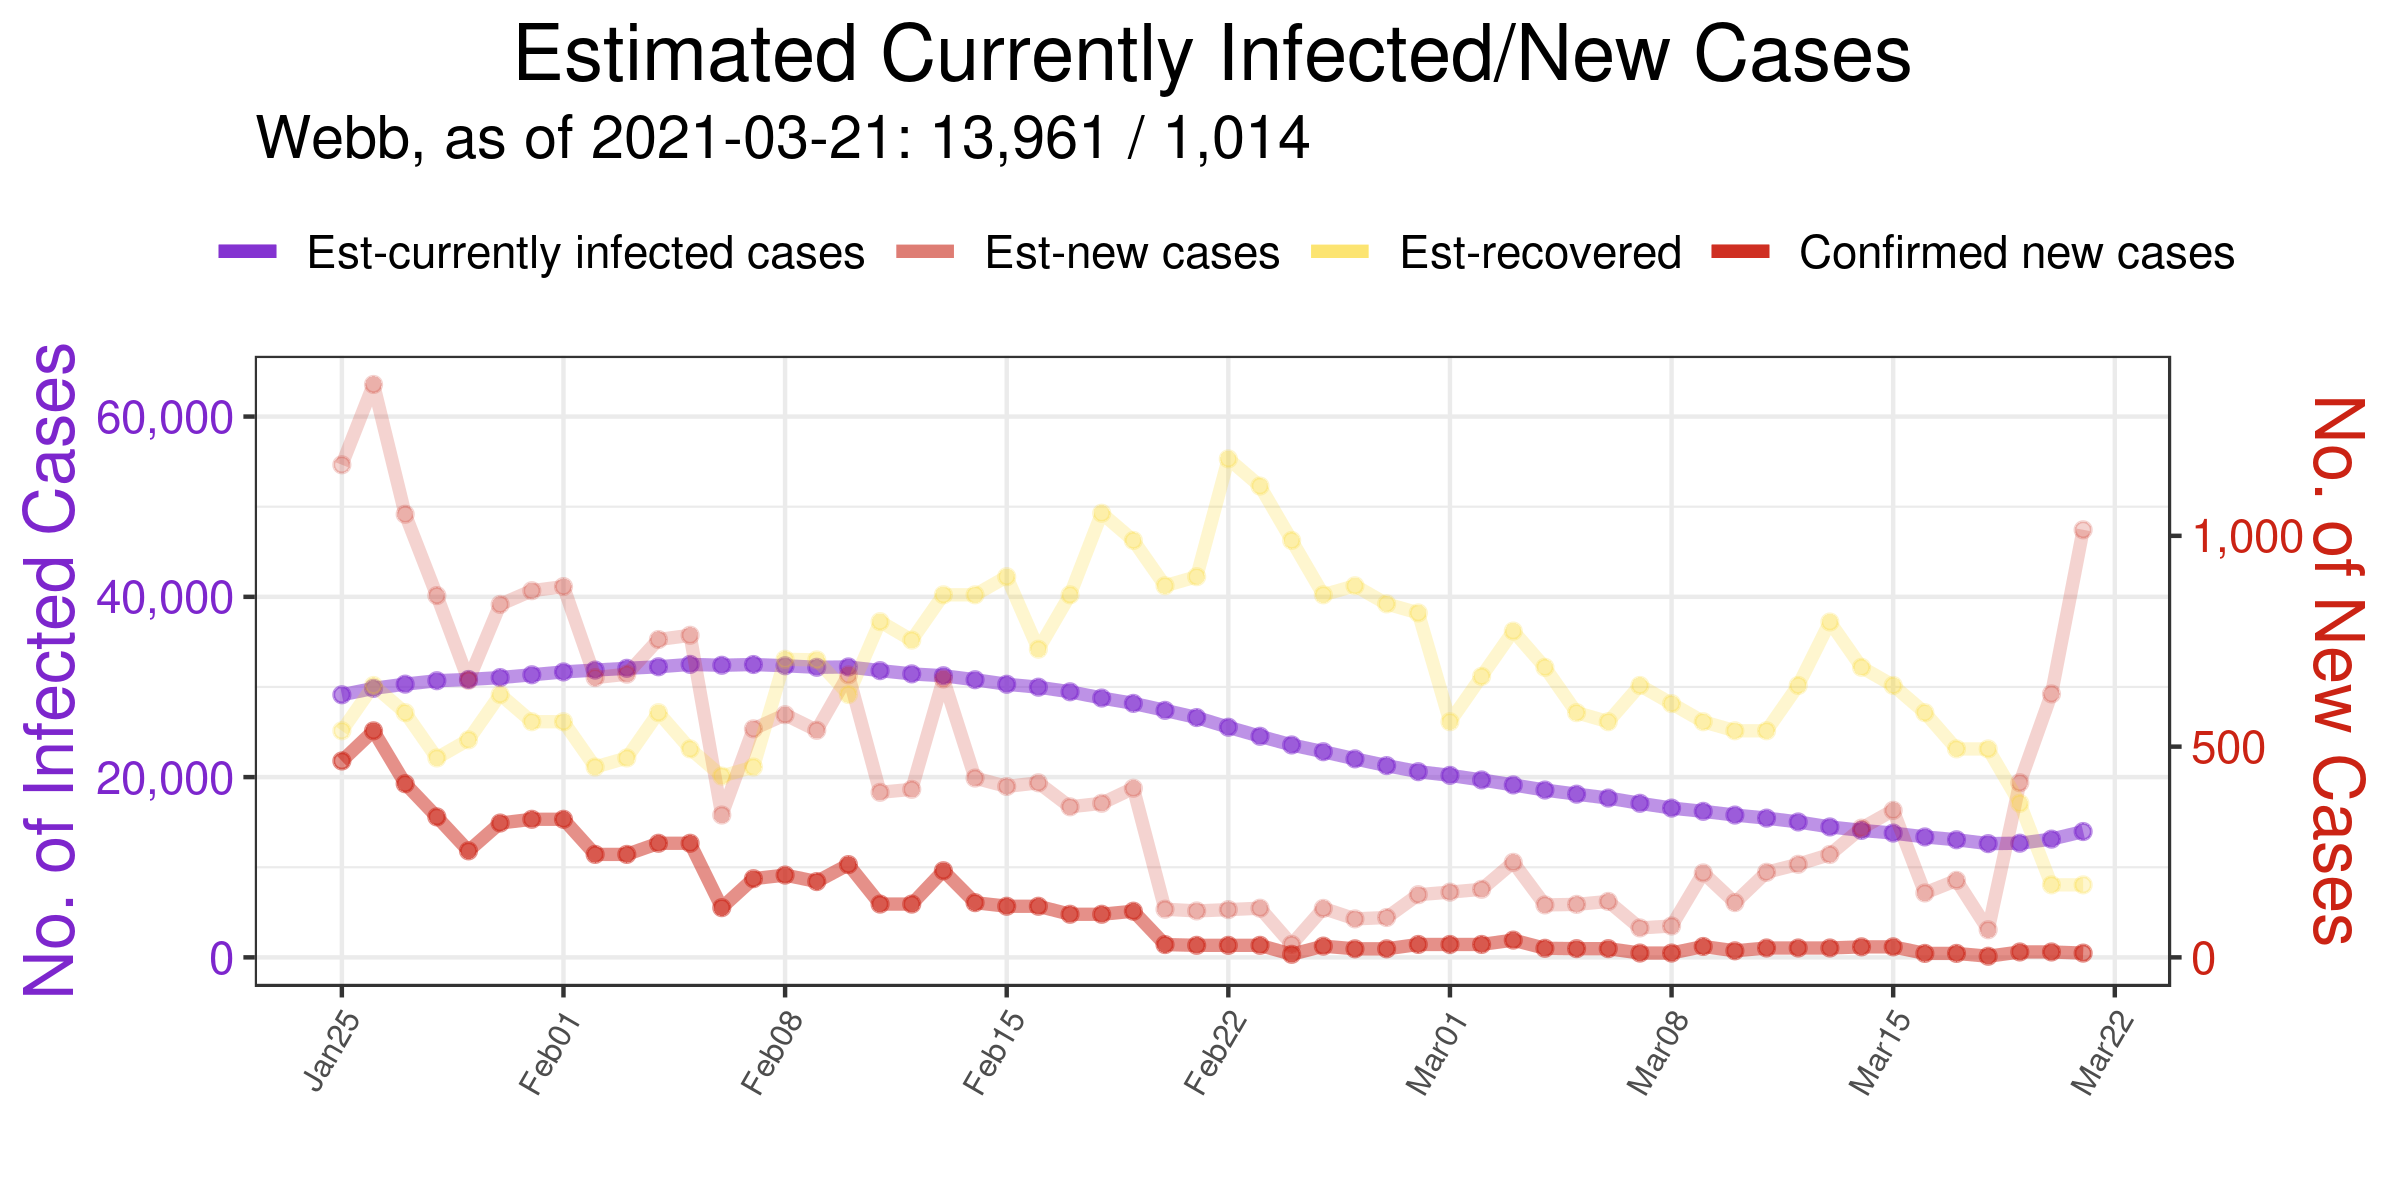 Estimated Currently Infected/New Cases
Webb, as of 2021-03-21: 13,961 / 1,014
Est-currently infected cases Est-new cases Est-recovered Confirmed new cases
No. of Infected Cases
60,000
40,000
20,000
0
No. of New Cases
1,000
500
0
Jan25 Feb01 Feb08 Feb15 Feb22 Mar01 Mar08 Mar15 Mar22